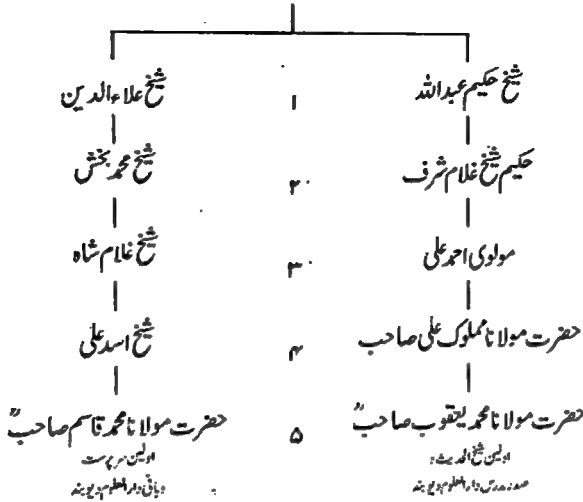 شیخ حکیم عبداللہ ۱ شیخ علاء الدین
حکیم شیخ غلام شرف ۲ شیخ محمد بخش
مولوی احمد علی ۳ شیخ غلام شاہ
حضرت مولانا مملوک علی صاحب ۴ شیخ اسد علی
حضرت مولانا محمد یعقوب صاحبؒ ۵ حضرت مولانا محمد قاسم صاحبؒ
اولین شیخ الحدیث و اولین سرپرست
صدر مدرس دارالعلوم دیوبند و بانی دارالعلوم دیوبند